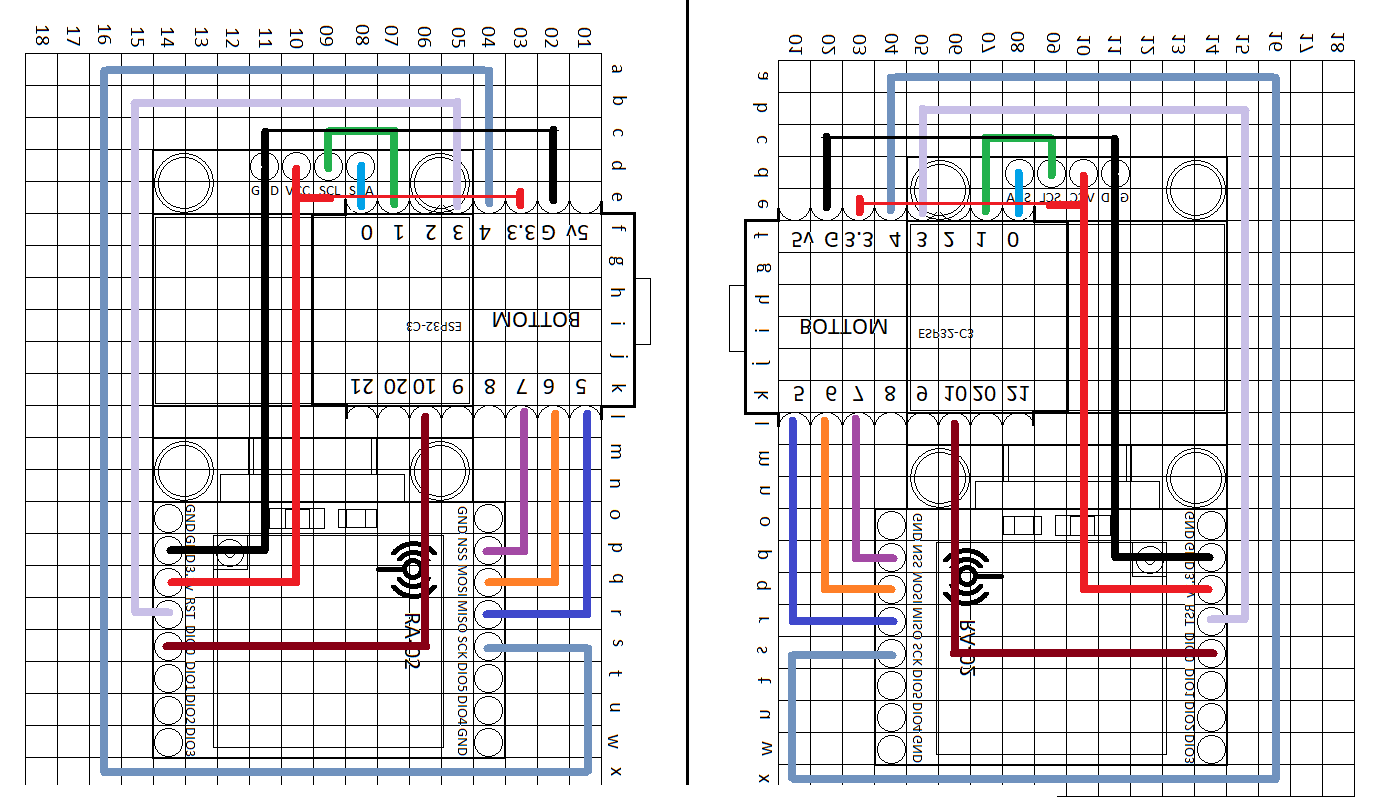 18 17 16 15 14 13 12 11 10 09 08 07 06 05 04 03 02 01
a
b
c
d
GND VCC SCL SDA
e
0 1 2 3 4 3.3 G 5v
f
g
h
ESP32-C3 BOTTOM
i
j
21 20 10 9 8 7 6 5
k
l
m
n
GND GND
o
GND NSS
p
3.3V MOSI
q
RST MISO
r
RA-02
DIO0 SCK
s
DIO1 DIO5
t
DIO2 DIO4
u
DIO3 GND
w
x
01 02 03 04 05 06 07 08 09 10 11 12 13 14 15 16 17 18
a
b
c
d
SDA SCL VCC GND
e
5v G 3.3 4 3 2 1 0
f
g
h
BOTTOM ESP32-C3
i
j
5 6 7 8 9 10 20 21
k
l
m
n
GND GND
o
NSS GND
p
MOSI 3.3V
q
MISO RST
r
RA-02
SCK DIO0
s
DIO5 DIO1
t
DIO4 DIO2
u
GND DIO3
w
x